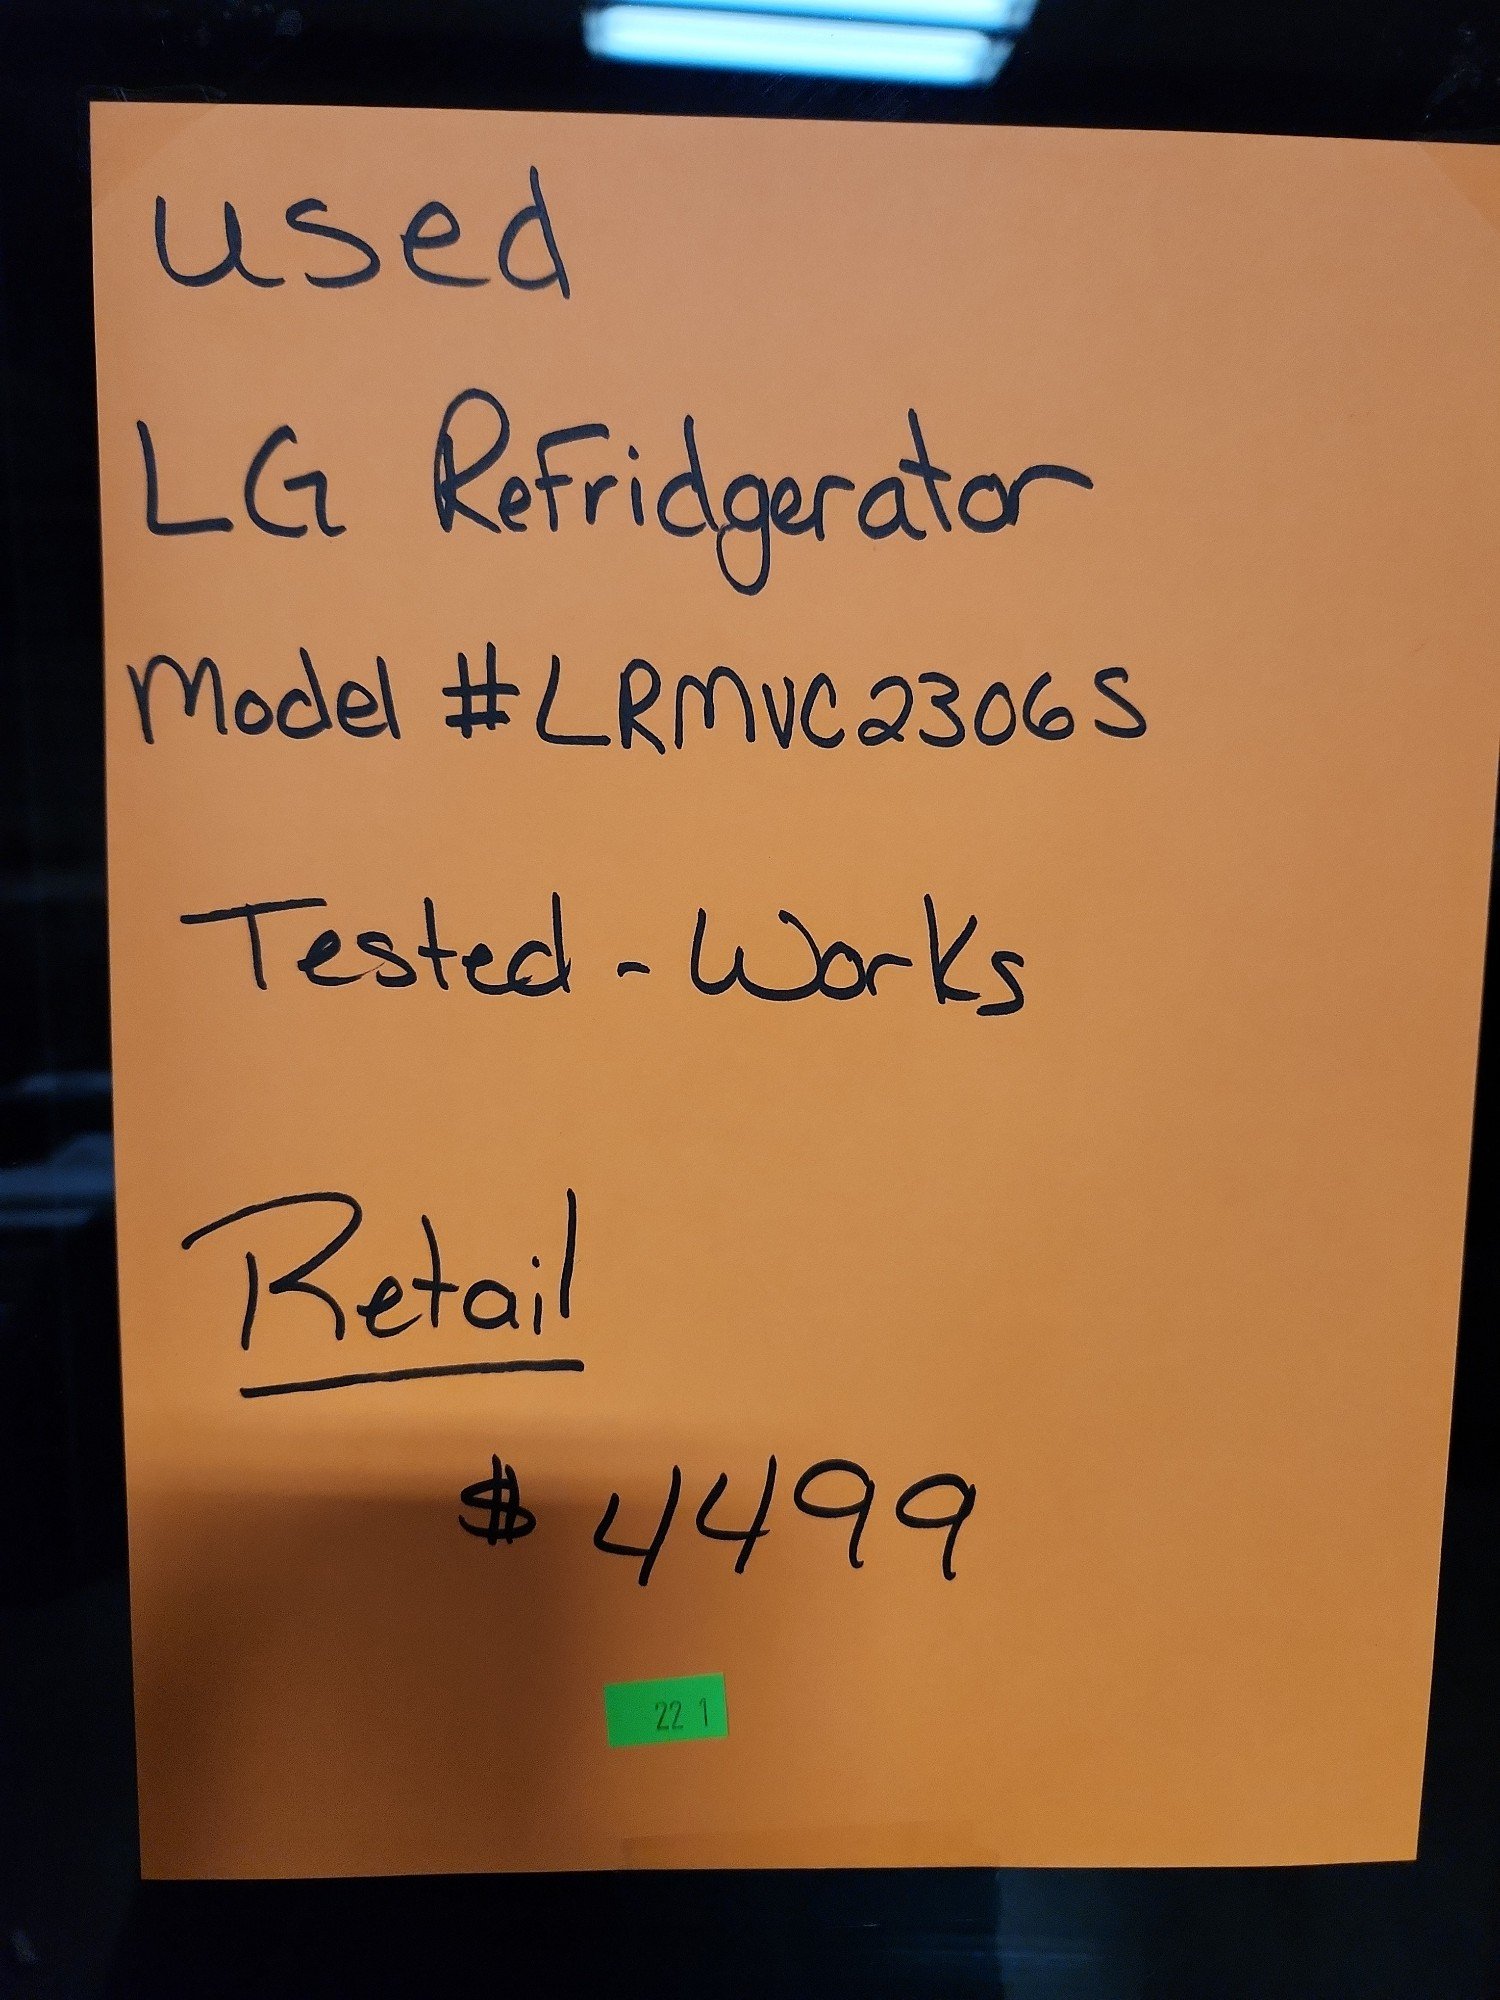 used
LG Refridgerator
Model #LRMVC2306S
Tested - Works
Retail
$4499
22 1